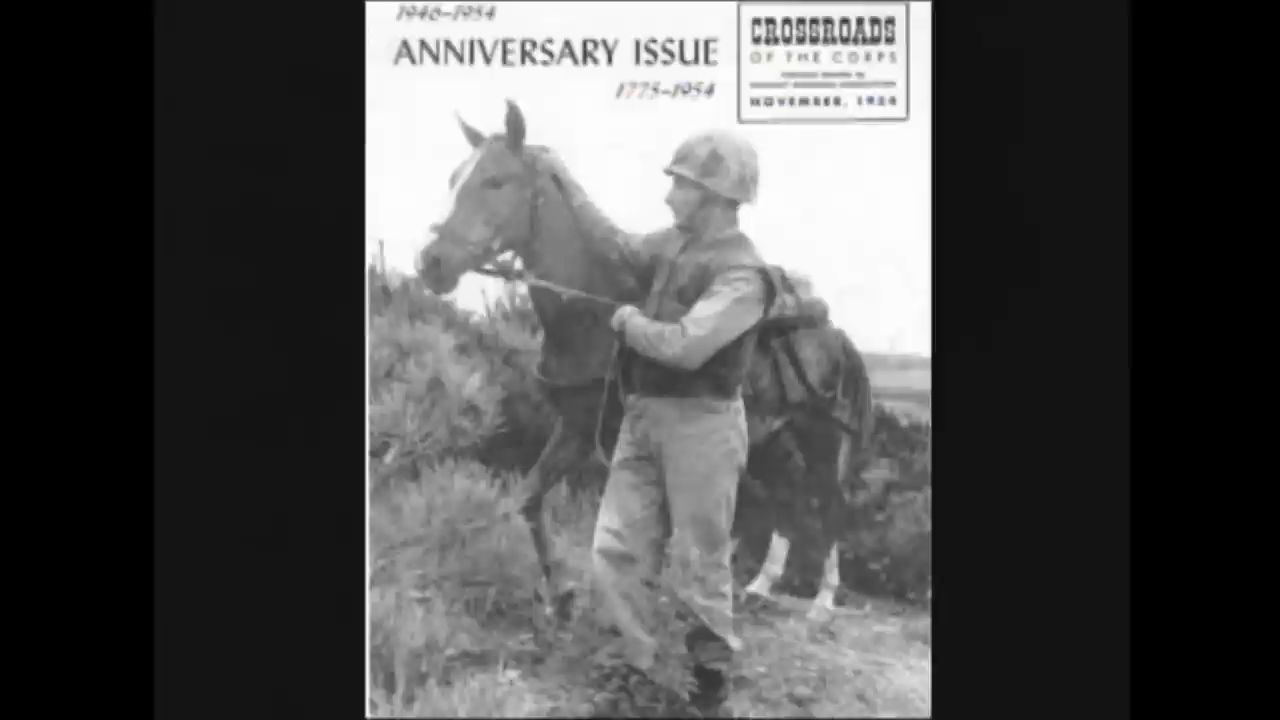 1946-1954
ANNIVERSARY ISSUE
1775-1954
CROSSROADS
OF THE CORPS
NOVEMBER, 1954